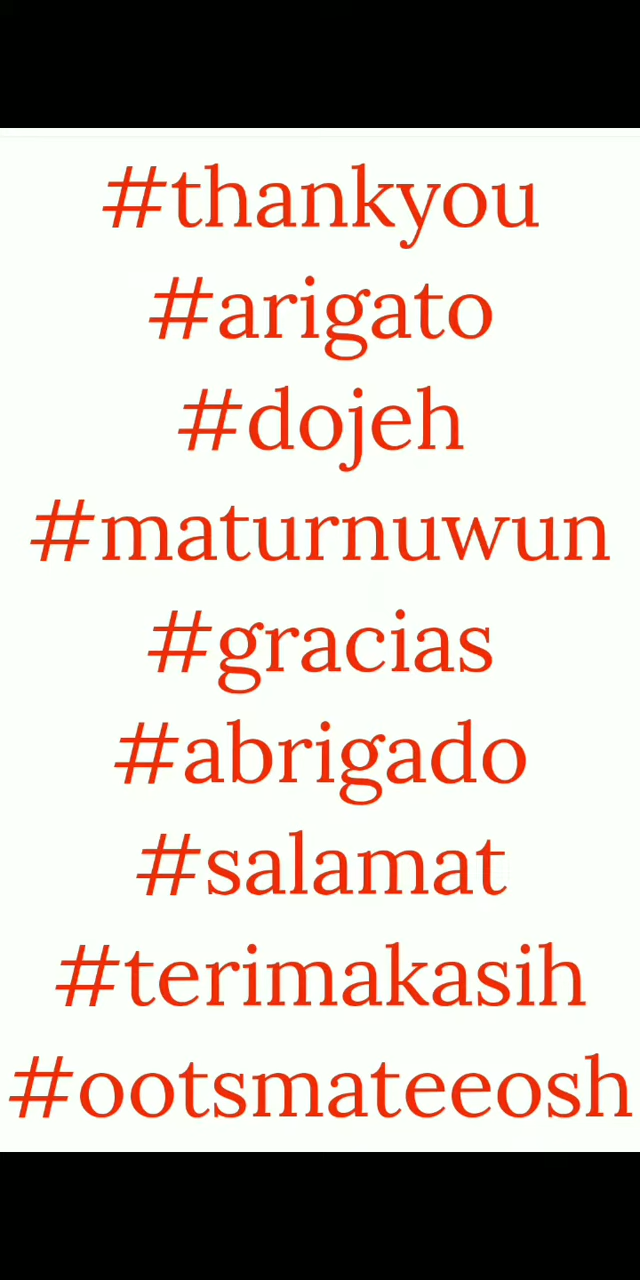 #thankyou
#arigato
#dojeh
#maturnuwun
#gracias
#abrigado
#salamat
#terimakasih
#ootsmateeosh